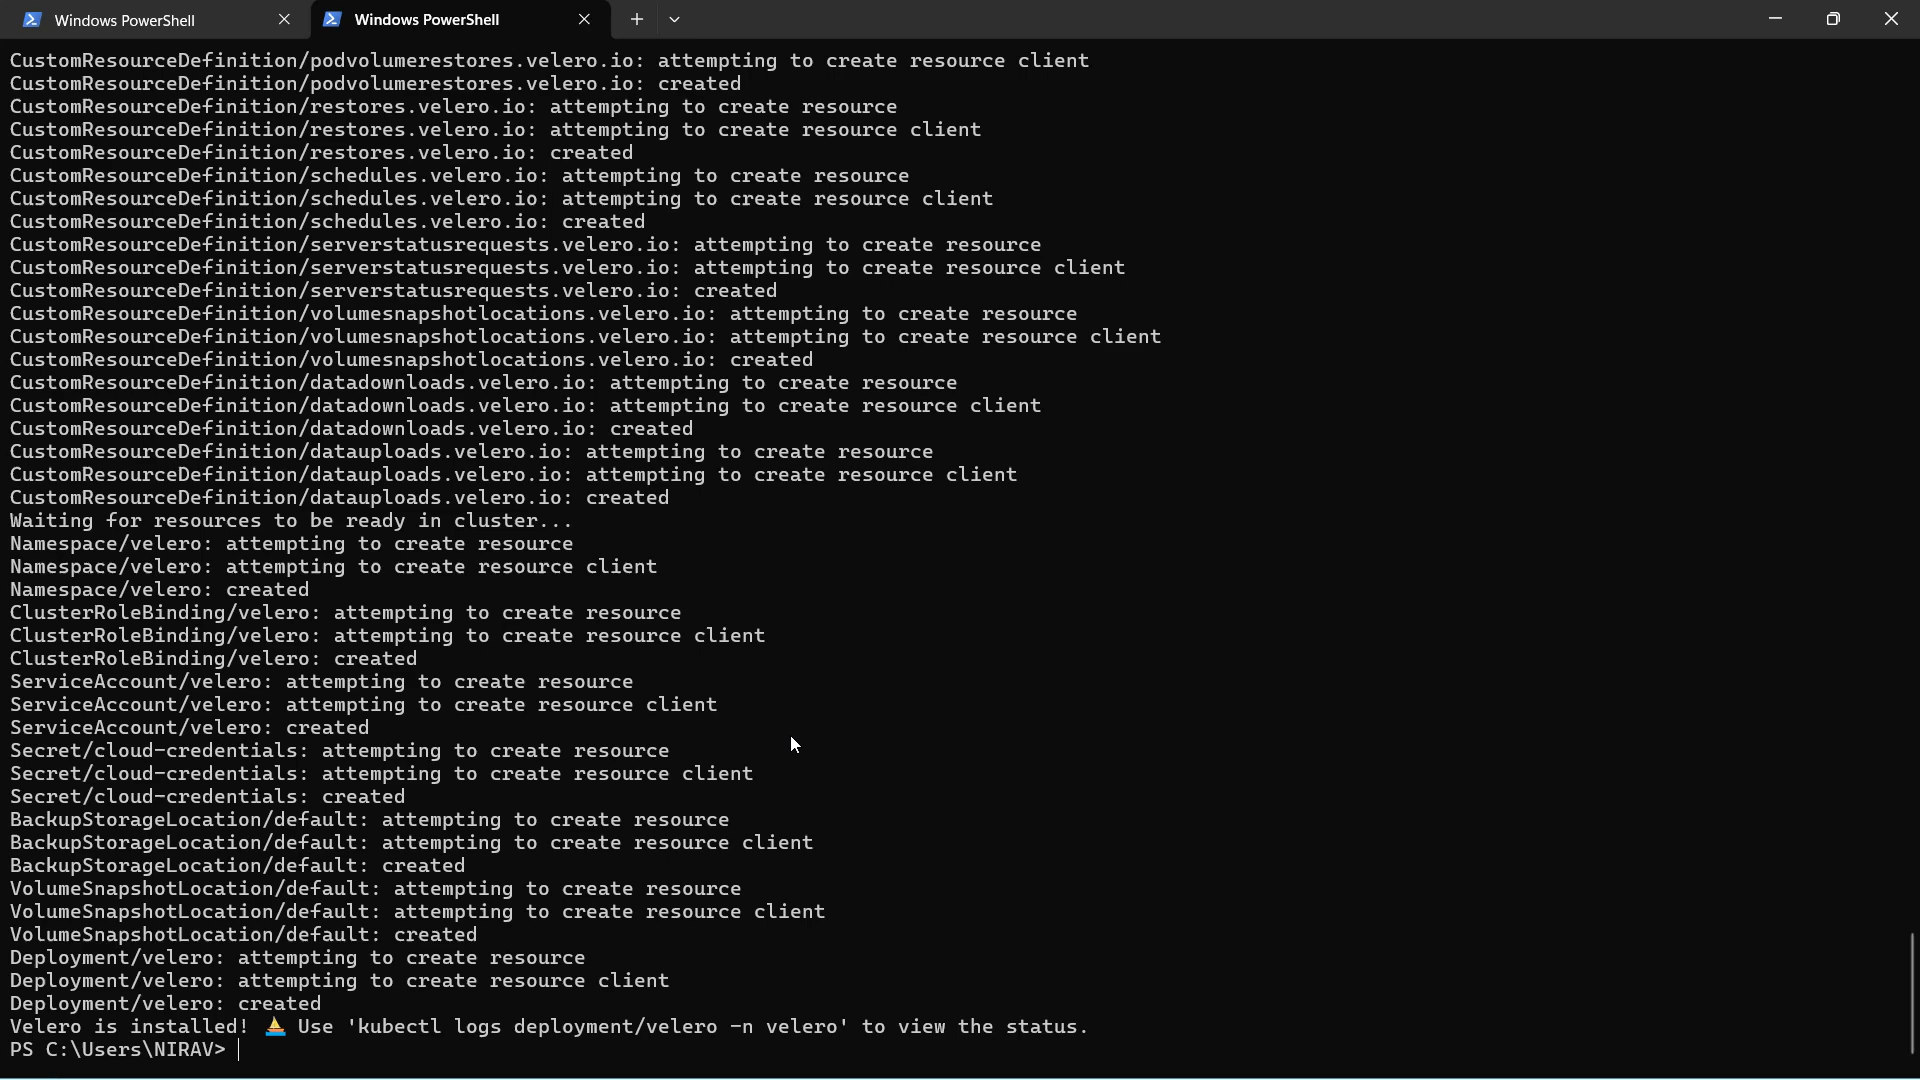 Windows PowerShell
Windows PowerShell
CustomResourceDefinition/podvolumerestores.velero.io: attempting to create resource client
CustomResourceDefinition/podvolumerestores.velero.io: created
CustomResourceDefinition/restores.velero.io: attempting to create resource
CustomResourceDefinition/restores.velero.io: attempting to create resource client
CustomResourceDefinition/restores.velero.io: created
CustomResourceDefinition/schedules.velero.io: attempting to create resource
CustomResourceDefinition/schedules.velero.io: attempting to create resource client
CustomResourceDefinition/schedules.velero.io: created
CustomResourceDefinition/serverstatusrequests.velero.io: attempting to create resource
CustomResourceDefinition/serverstatusrequests.velero.io: attempting to create resource client
CustomResourceDefinition/serverstatusrequests.velero.io: created
CustomResourceDefinition/volumesnapshotlocations.velero.io: attempting to create resource
CustomResourceDefinition/volumesnapshotlocations.velero.io: attempting to create resource client
CustomResourceDefinition/volumesnapshotlocations.velero.io: created
CustomResourceDefinition/datadownloads.velero.io: attempting to create resource
CustomResourceDefinition/datadownloads.velero.io: attempting to create resource client
CustomResourceDefinition/datadownloads.velero.io: created
CustomResourceDefinition/datauploads.velero.io: attempting to create resource
CustomResourceDefinition/datauploads.velero.io: attempting to create resource client
CustomResourceDefinition/datauploads.velero.io: created
Waiting for resources to be ready in cluster...
Namespace/velero: attempting to create resource
Namespace/velero: attempting to create resource client
Namespace/velero: created
ClusterRoleBinding/velero: attempting to create resource
ClusterRoleBinding/velero: attempting to create resource client
ClusterRoleBinding/velero: created
ServiceAccount/velero: attempting to create resource
ServiceAccount/velero: attempting to create resource client
ServiceAccount/velero: created
Secret/cloud-credentials: attempting to create resource
Secret/cloud-credentials: attempting to create resource client
Secret/cloud-credentials: created
BackupStorageLocation/default: attempting to create resource
BackupStorageLocation/default: attempting to create resource client
BackupStorageLocation/default: created
VolumeSnapshotLocation/default: attempting to create resource
VolumeSnapshotLocation/default: attempting to create resource client
VolumeSnapshotLocation/default: created
Deployment/velero: attempting to create resource
Deployment/velero: attempting to create resource client
Deployment/velero: created
Velero is installed! ⛵ Use 'kubectl logs deployment/velero -n velero' to view the status.
PS C:\Users\NIRAV>